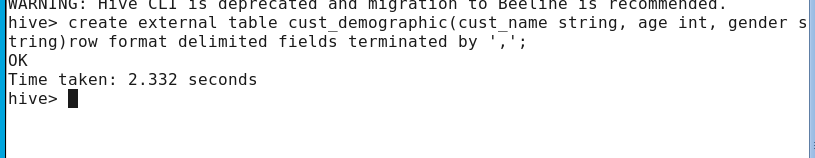 WARNING: Hive CLI is deprecated and migration to Beeline is recommended.
hive> create external table cust_demographic(cust_name string, age int, gender s
tring)row format delimited fields terminated by ',';
OK
Time taken: 2.332 seconds
hive>